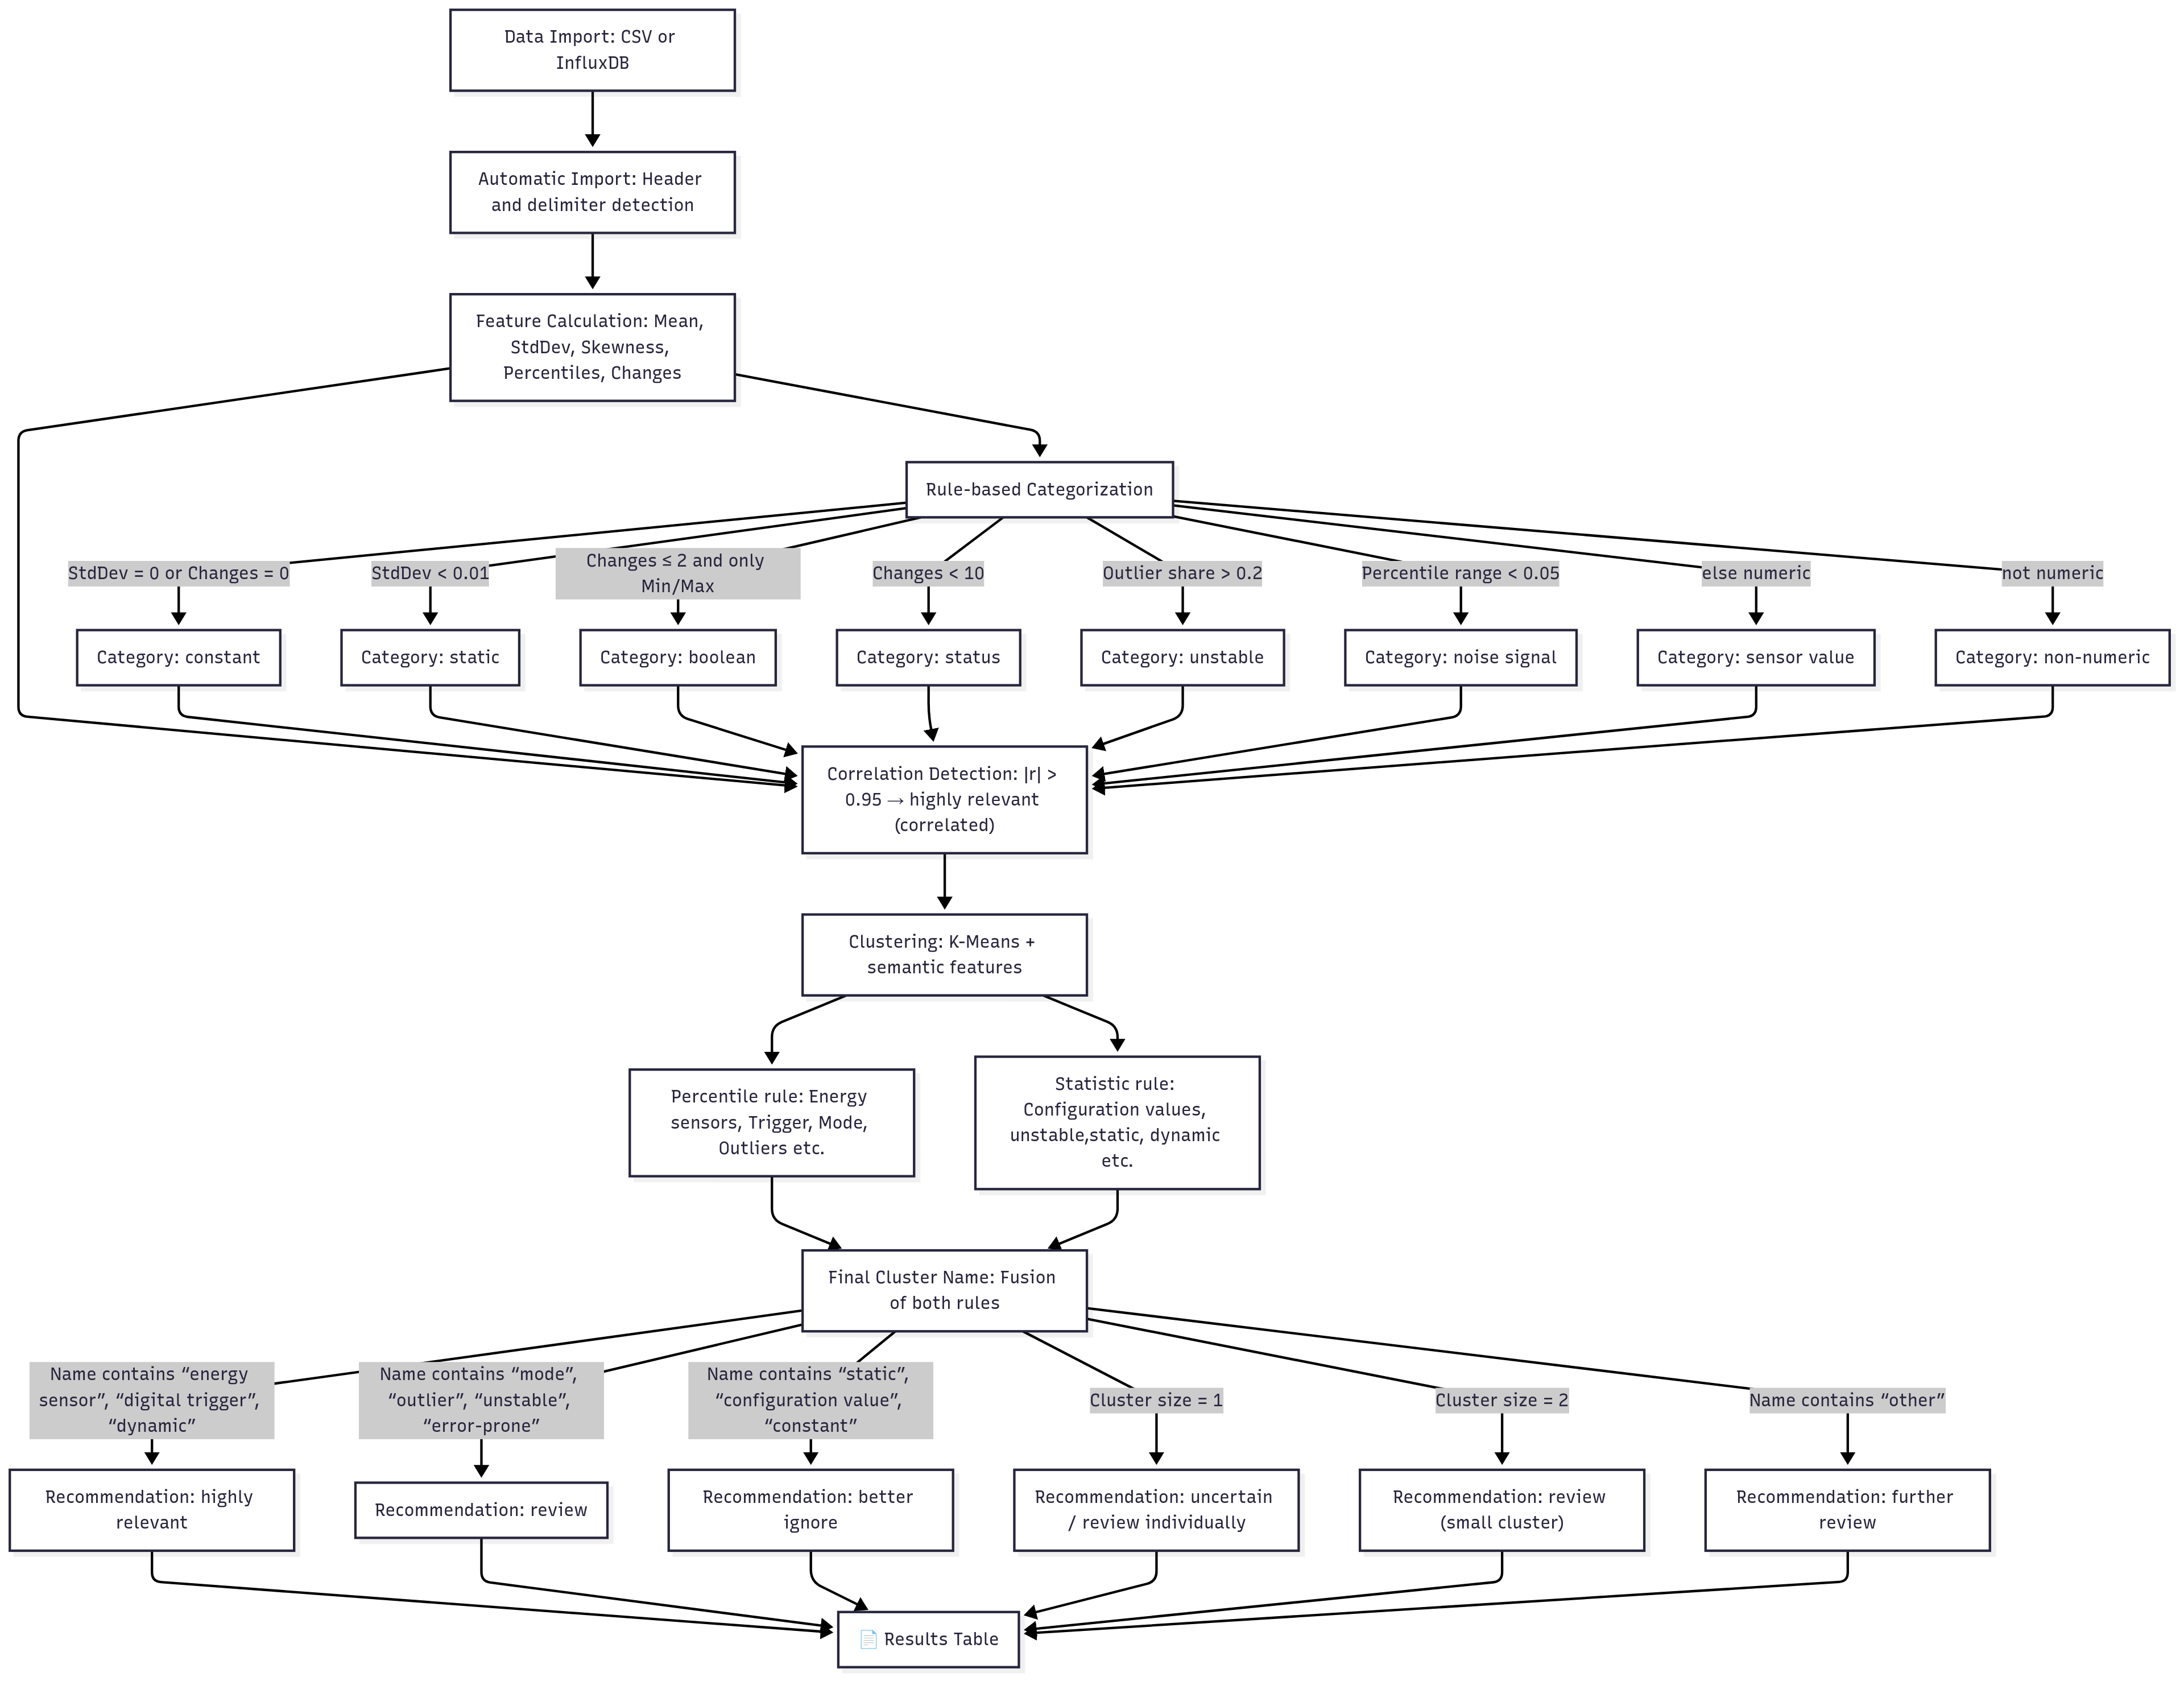 Data Import: CSV or
InfluxDB
Automatic Import: Header
and delimiter detection
Feature Calculation: Mean,
StdDev, Skewness,
Percentiles, Changes
Rule-based Categorization
StdDev = 0 or Changes = 0
StdDev < 0.01
Changes ≤ 2 and only
Min/Max
Changes < 10
Outlier share > 0.2
Percentile range < 0.05
else numeric
not numeric
Category: constant
Category: static
Category: boolean
Category: status
Category: unstable
Category: noise signal
Category: sensor value
Category: non-numeric
Correlation Detection: |r| >
0.95 → highly relevant
(correlated)
Clustering: K-Means +
semantic features
Percentile rule: Energy
sensors, Trigger, Mode,
Outliers etc.
Statistic rule:
Configuration values,
unstable,static, dynamic
etc.
Final Cluster Name: Fusion
of both rules
Name contains “energy
sensor”, “digital trigger”,
“dynamic”
Name contains “mode”,
“outlier”, “unstable”,
“error-prone”
Name contains “static”,
“configuration value”,
“constant”
Cluster size = 1
Cluster size = 2
Name contains “other”
Recommendation: highly
relevant
Recommendation: review
Recommendation: better
ignore
Recommendation: uncertain
/ review individually
Recommendation: review
(small cluster)
Recommendation: further
review
📄 Results Table